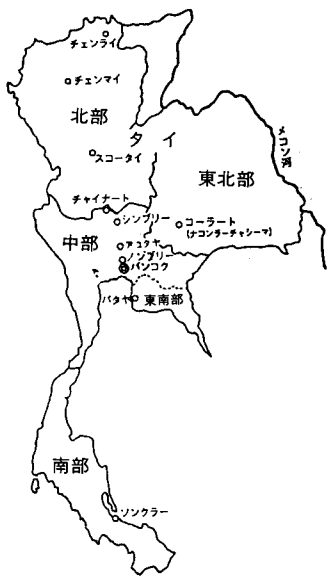 チェンライ
チェンマイ
北部
タイ
メコン河
スコータイ
東北部
チャイナート
シンブリー
コーラート
(ナコンラーチャシーマ)
中部
アユタヤ
ノンブリー
バンコク
パタヤ
東南部
南部
ソンクラー